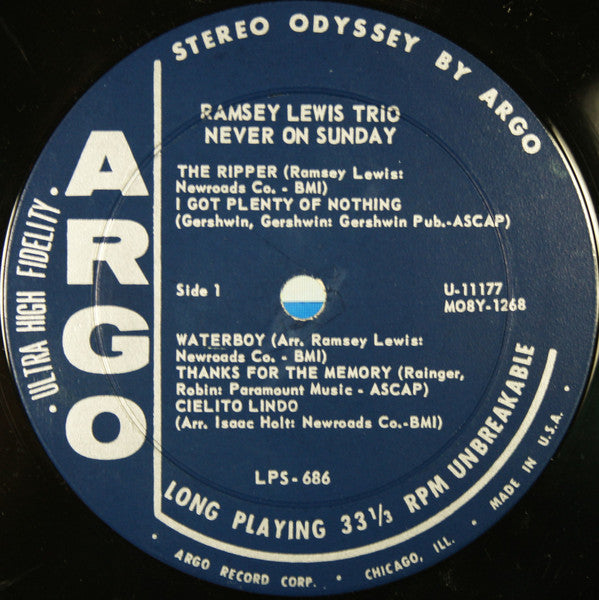 STEREO ODYSSEY BY ARGO
RAMSEY LEWIS TRIO
NEVER ON SUNDAY
THE RIPPER (Ramsey Lewis:
Newroads Co. - BMI)
I GOT PLENTY OF NOTHING
(Gershwin, Gershwin: Gershwin Pub.-ASCAP)
Side 1
U-11177
MO8Y-1268
WATERBOY (Arr. Ramsey Lewis:
Newroads Co. - BMI)
THANKS FOR THE MEMORY (Rainger,
Robin: Paramount Music - ASCAP)
CIELITO LINDO
(Arr. Isaac Holt: Newroads Co.-BMI)
LPS-686
ARGO
• ULTRA HIGH FIDELITY •
LONG PLAYING 33 1/3 RPM UNBREAKABLE
• ARGO RECORD CORP. • CHICAGO, ILL. • MADE IN U.S.A. •